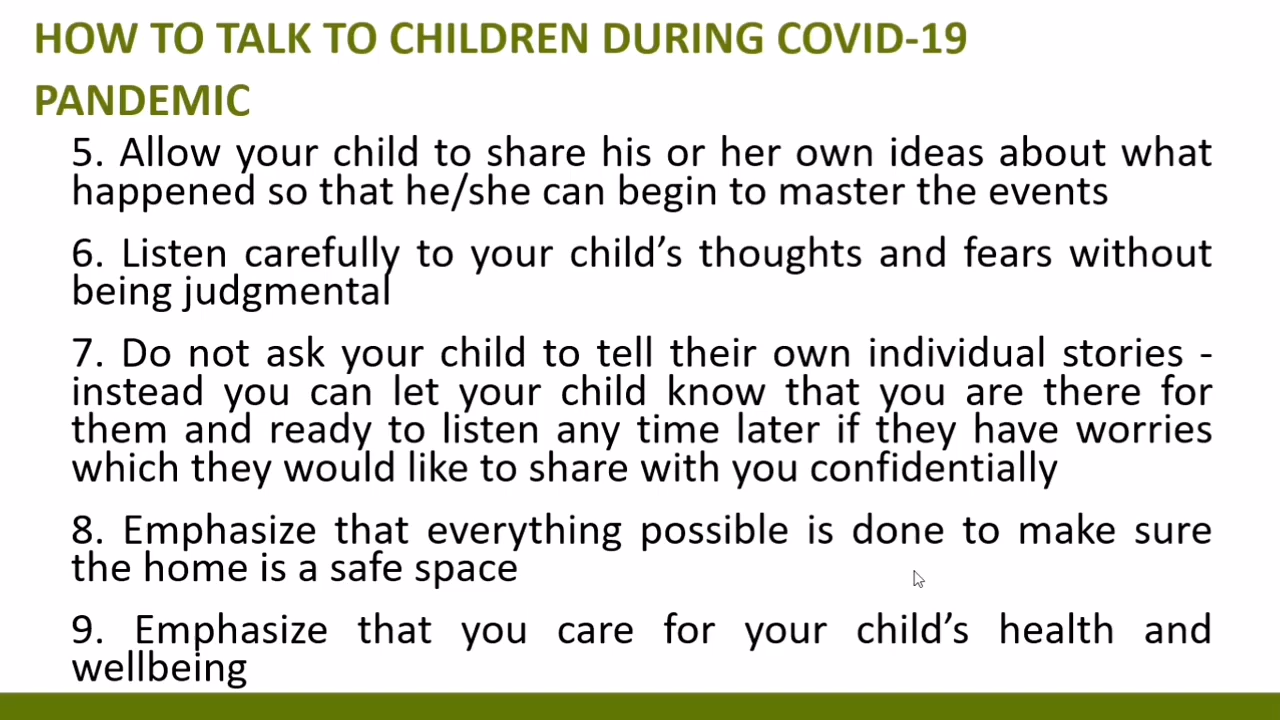 HOW TO TALK TO CHILDREN DURING COVID-19
PANDEMIC
5. Allow your child to share his or her own ideas about what
happened so that he/she can begin to master the events
6. Listen carefully to your child’s thoughts and fears without
being judgmental
7. Do not ask your child to tell their own individual stories -
instead you can let your child know that you are there for
them and ready to listen any time later if they have worries
which they would like to share with you confidentially
8. Emphasize that everything possible is done to make sure
the home is a safe space
9. Emphasize that you care for your child’s health and
wellbeing